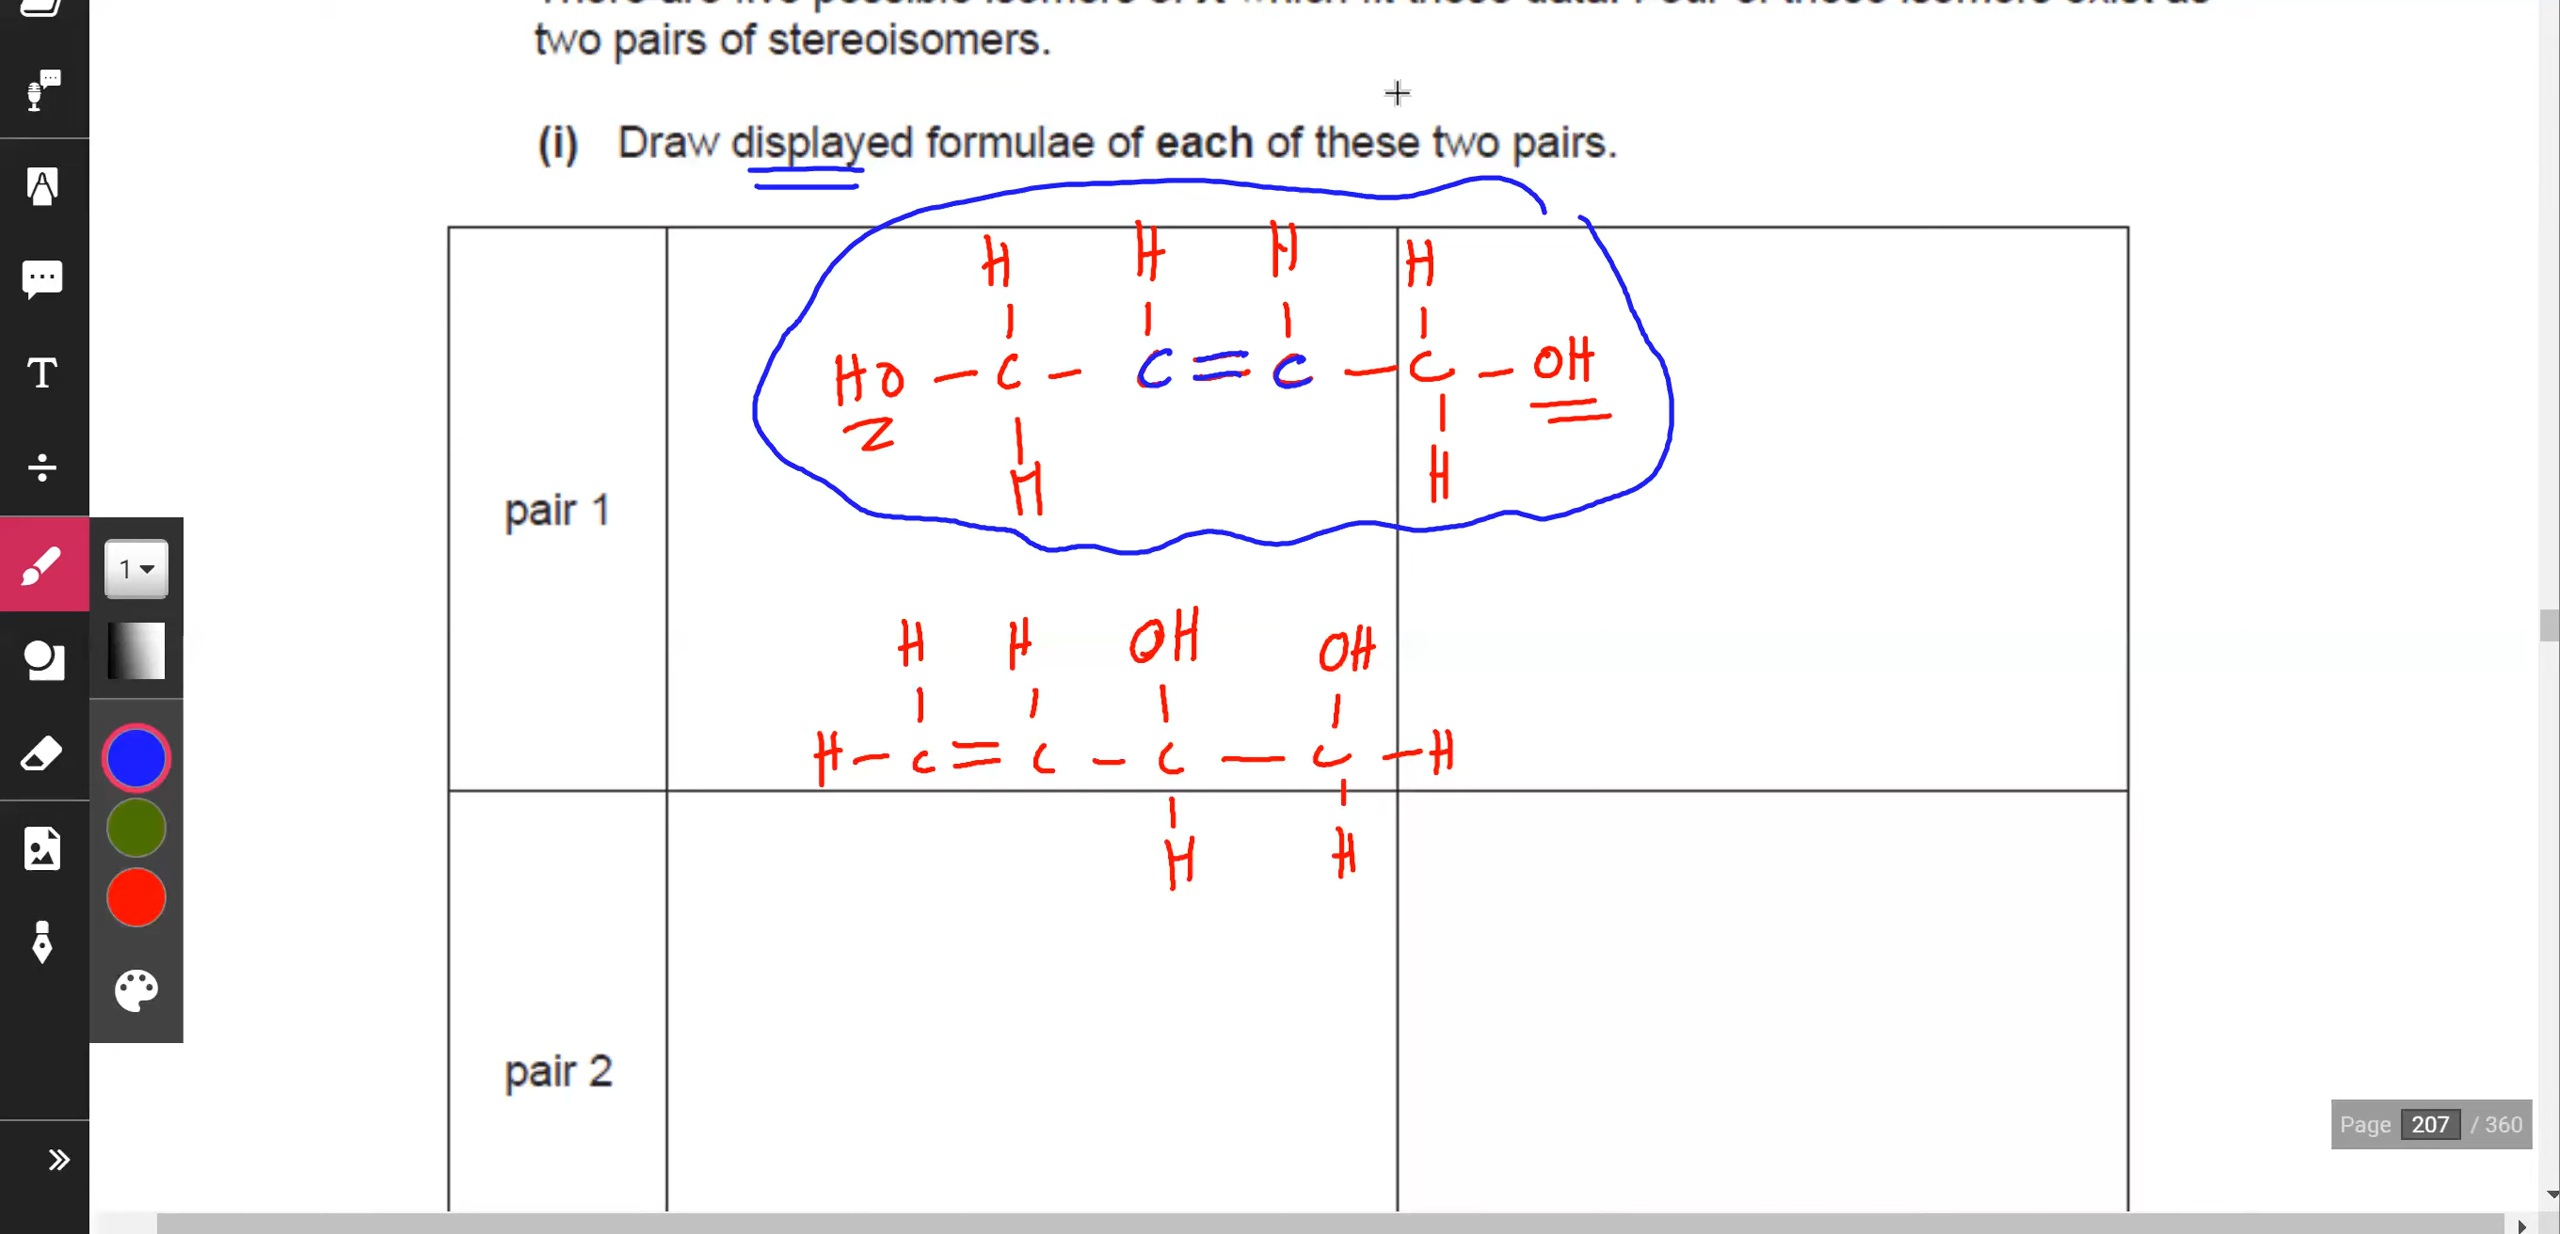 two pairs of stereoisomers.
(i) Draw displayed formulae of each of these two pairs.
H H H H
HO – C – C = C – C – OH
H H
pair 1
H H OH OH
H – C = C – C – C – H
H H
pair 2
1
T
Page 207 / 360